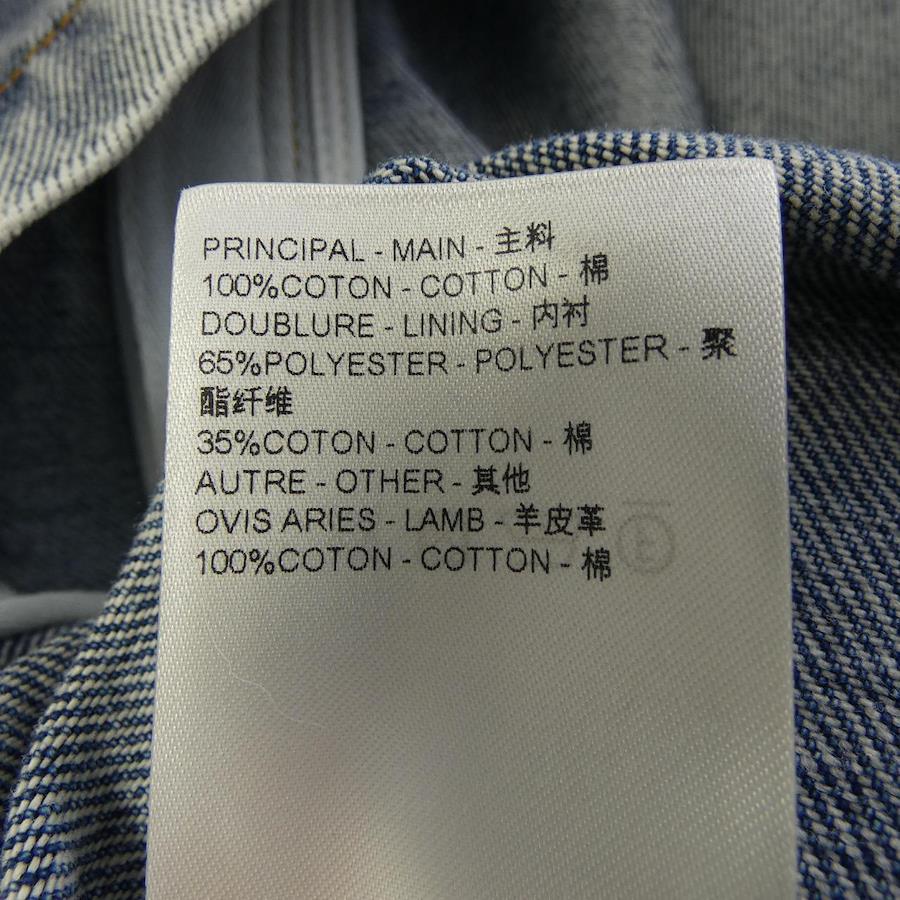 PRINCIPAL - MAIN - 主料
100%COTON - COTTON - 棉
DOUBLURE - LINING - 内衬
65%POLYESTER - POLYESTER - 聚
酯纤维
35%COTON - COTTON - 棉
AUTRE - OTHER - 其他
OVIS ARIES - LAMB - 羊皮革
100%COTON - COTTON - 棉